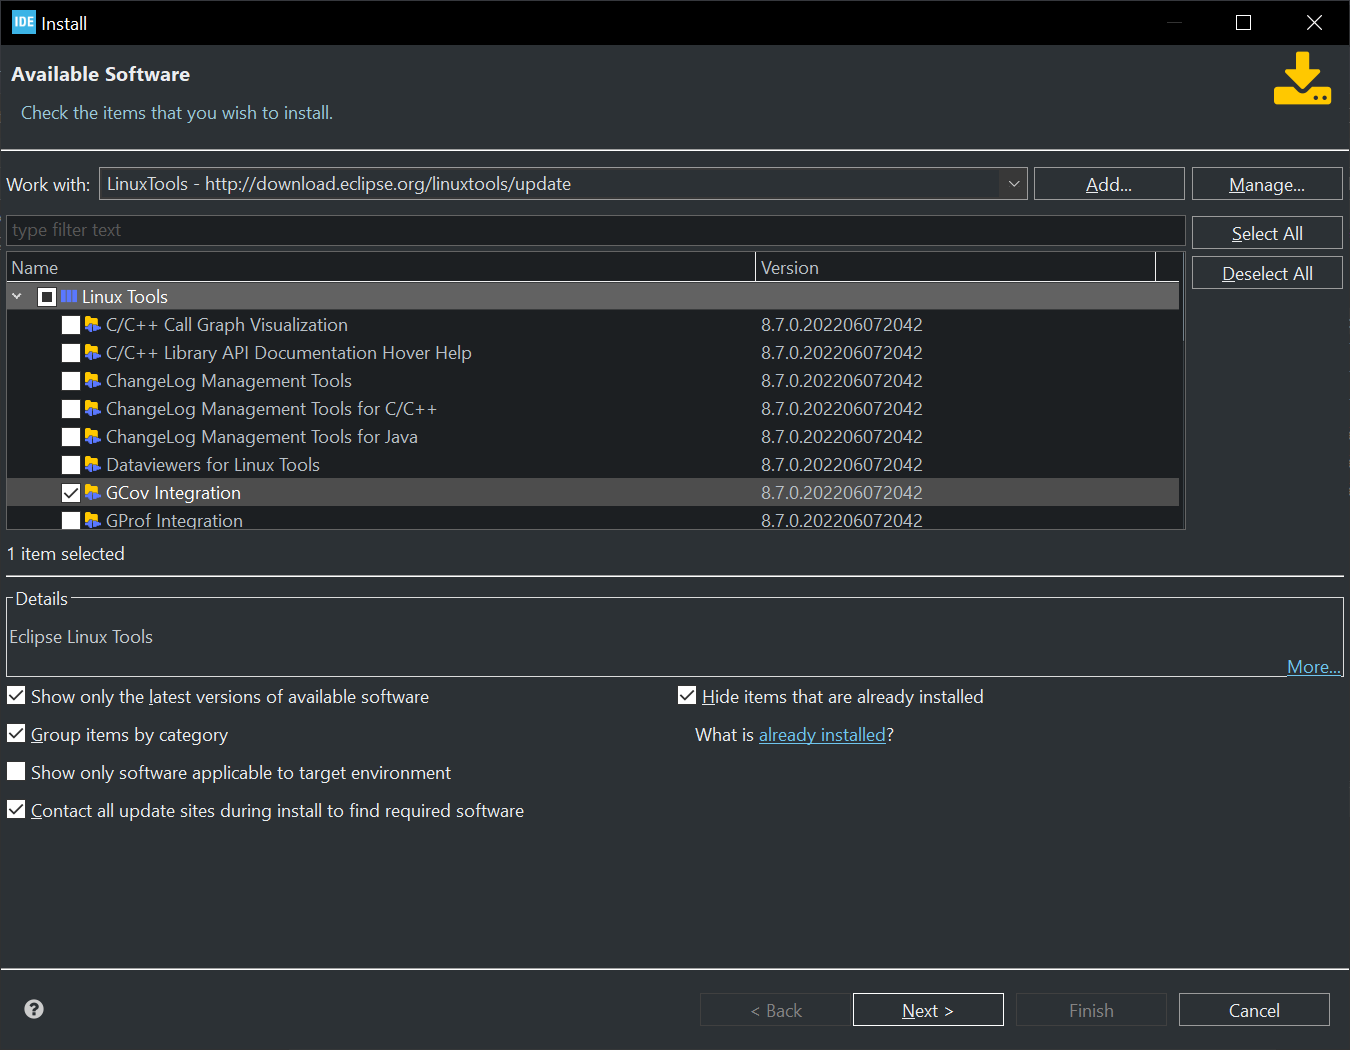 IDE Install
Available Software
Check the items that you wish to install.
Work with: LinuxTools - http://download.eclipse.org/linuxtools/update Add... Manage...
type filter text Select All
Name Version Deselect All
Linux Tools
C/C++ Call Graph Visualization 8.7.0.202206072042
C/C++ Library API Documentation Hover Help 8.7.0.202206072042
ChangeLog Management Tools 8.7.0.202206072042
ChangeLog Management Tools for C/C++ 8.7.0.202206072042
ChangeLog Management Tools for Java 8.7.0.202206072042
Dataviewers for Linux Tools 8.7.0.202206072042
GCov Integration 8.7.0.202206072042
GProf Integration 8.7.0.202206072042
1 item selected
Details
Eclipse Linux Tools
More...
Show only the latest versions of available software Hide items that are already installed
Group items by category What is already installed?
Show only software applicable to target environment
Contact all update sites during install to find required software
? < Back Next > Finish Cancel